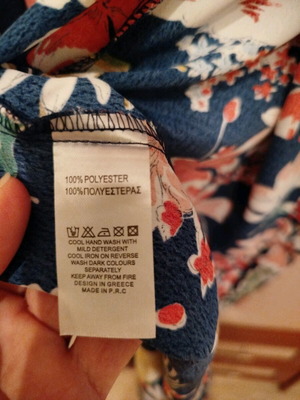 100% POLYESTER
100% ΠΟΛΥΕΣΤΕΡΑΣ
COOL HAND WASH WITH
MILD DETERGENT
COOL IRON ON REVERSE
WASH DARK COLOURS
SEPARATELY
KEEP AWAY FROM FIRE
DESIGN IN GREECE
MADE IN P.R.C